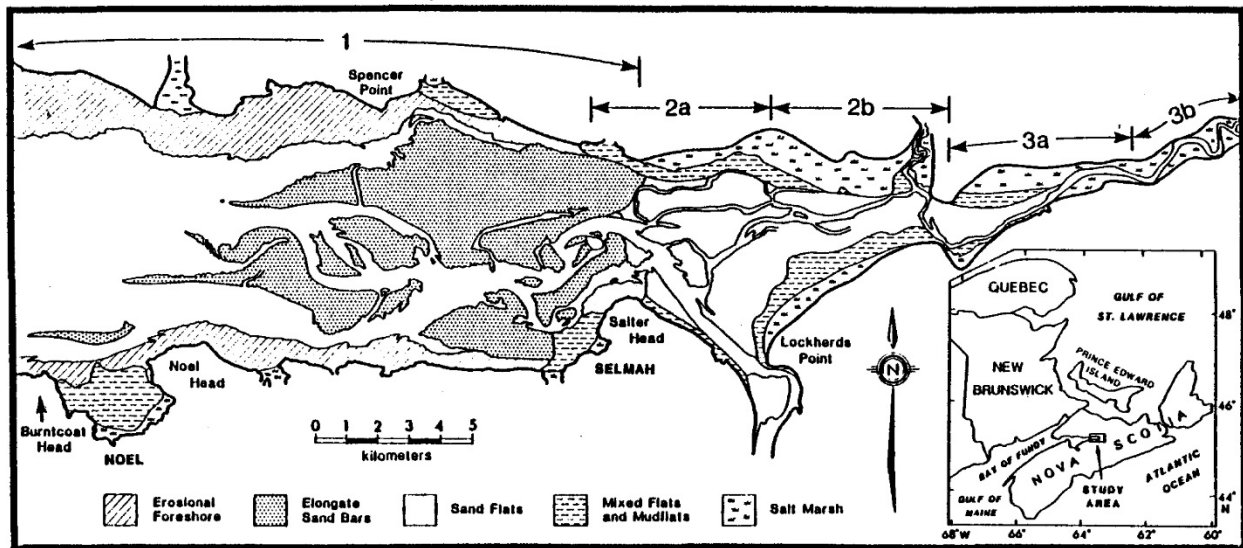 1
Spencer
Point
2a
2b
3a
3b
Salter
Head
SELMAH
Lockherds
Point
Noel
Head
Burntcoat
Head
NOEL
N
0 1 2 3 4 5
kilometers
Erosional
Foreshore
Elongate
Sand Bars
Sand Flats
Mixed Flats
and Mudflats
Salt Marsh
QUEBEC
GULF OF
ST. LAWRENCE
NEW
BRUNSWICK
PRINCE EDWARD
ISLAND
BAY OF FUNDY
NOVA SCOTIA
GULF OF
MAINE
STUDY
AREA
ATLANTIC
OCEAN
48°
46°
44°
N
68°W 66° 64° 62° 60°